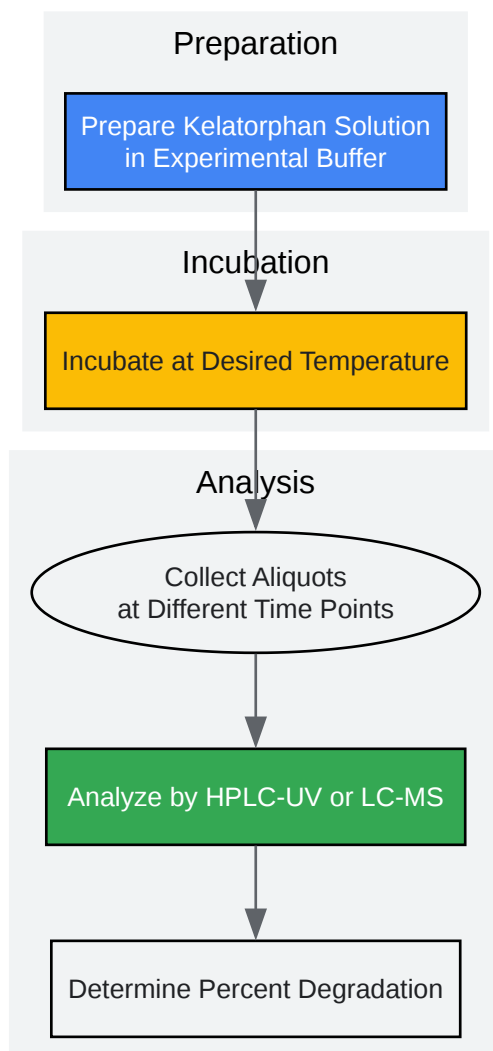 Preparation
Prepare Kelatorphan Solution
in Experimental Buffer
Incubation
Incubate at Desired Temperature
Analysis
Collect Aliquots
at Different Time Points
Analyze by HPLC-UV or LC-MS
Determine Percent Degradation